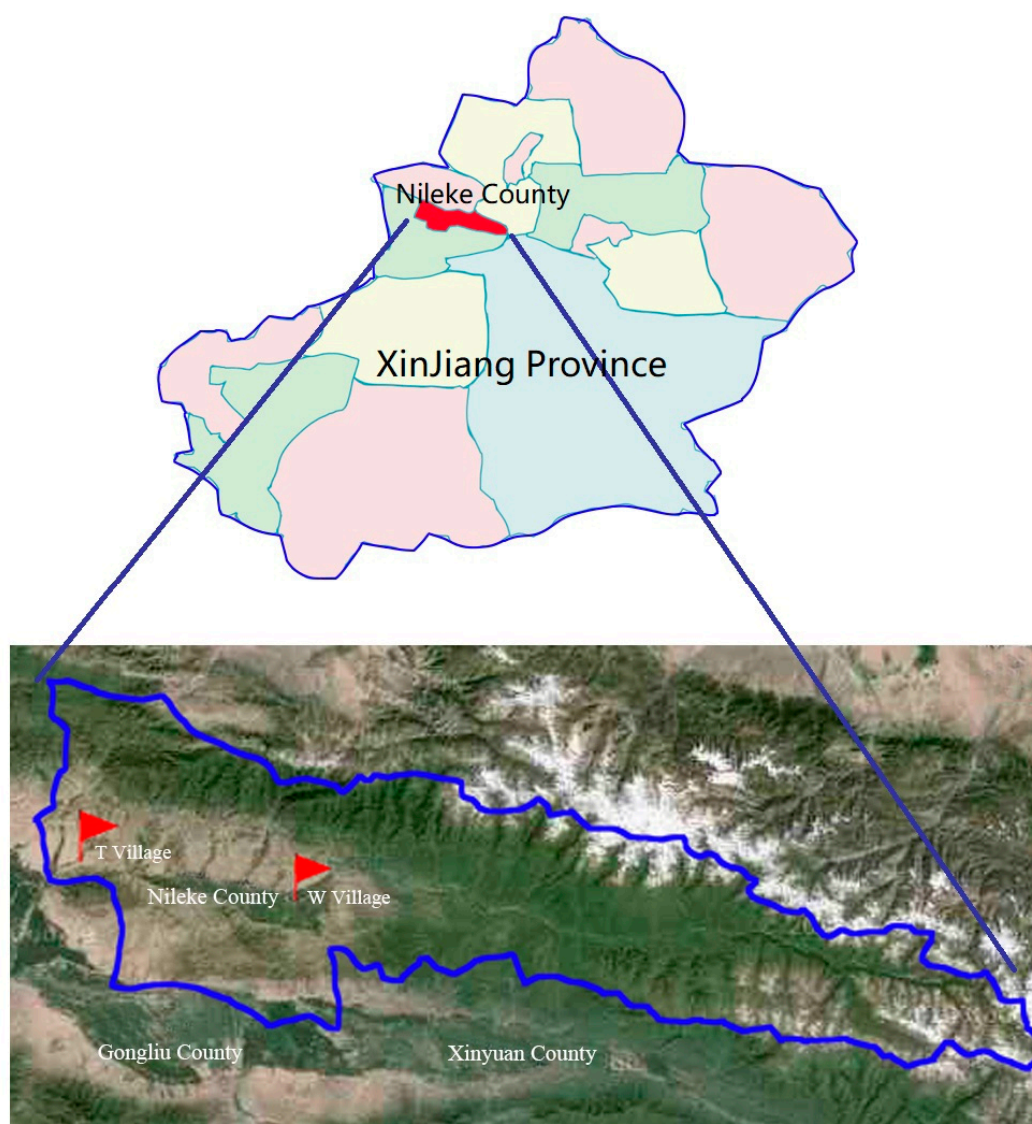 Nileke County
XinJiang Province
T Village
Nileke County
W Village
Gongliu County
Xinyuan County